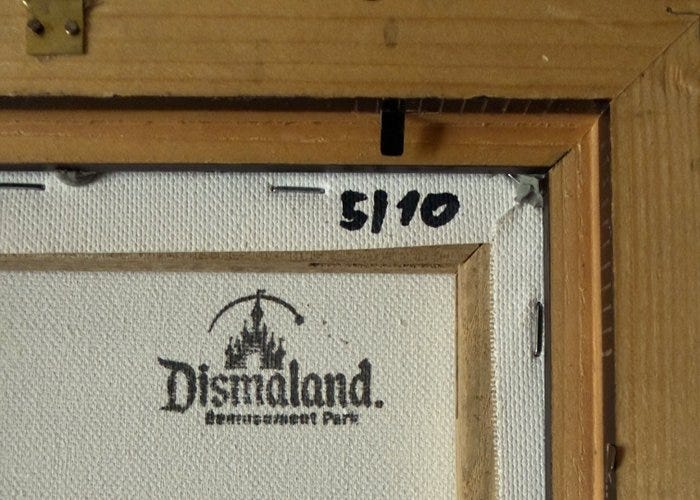 5/10
Dismaland.
Bemusement Park